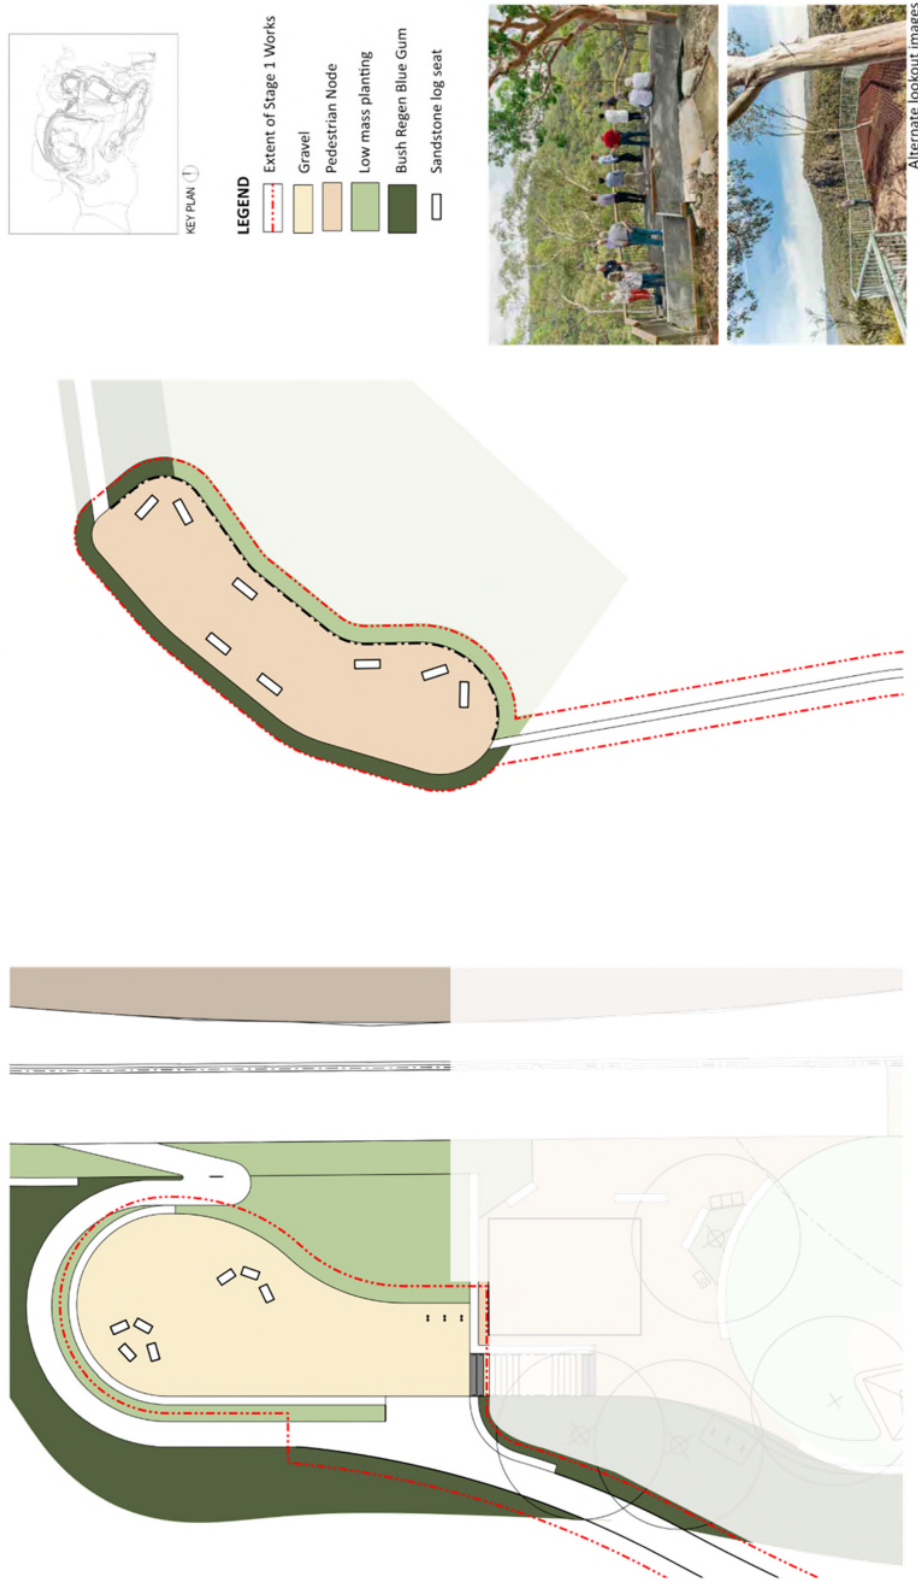 KEY PLAN
LEGEND
Extent of Stage 1 Works
Gravel
Pedestrian Node
Low mass planting
Bush Regen Blue Gum
Sandstone log seat
Alternate lookout images